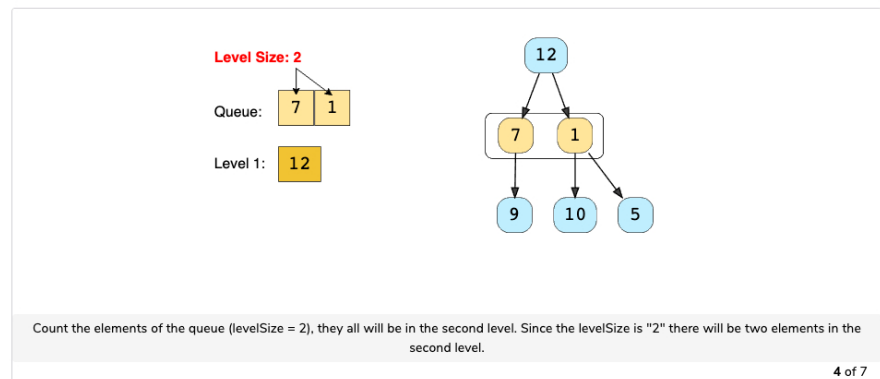 Level Size: 2
12
Queue: 7 1
7 1
Level 1: 12
9 10 5
Count the elements of the queue (levelSize = 2), they all will be in the second level. Since the levelSize is "2" there will be two elements in the
second level.
4 of 7